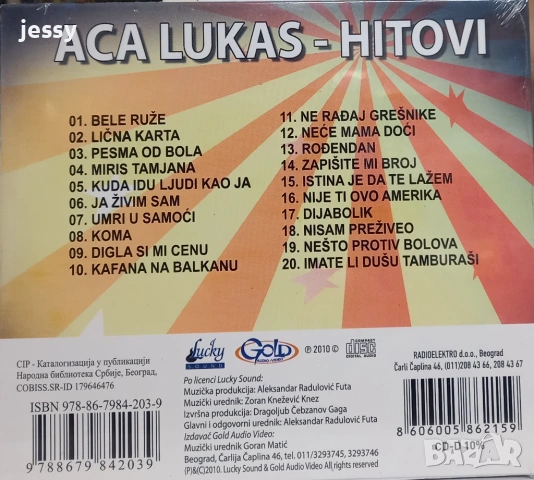 jessy
ACA LUKAS - HITOVI
01. BELE RUŽE
02. LIČNA KARTA
03. PESMA OD BOLA
04. MIRIS TAMJANA
05. KUDA IDU LJUDI KAO JA
06. JA ŽIVIM SAM
07. UMRI U SAMOĆI
08. KOMA
09. DIGLA SI MI CENU
10. KAFANA NA BALKANU
11. NE RAĐAJ GREŠNIKE
12. NEĆE MAMA DOĆI
13. ROĐENDAN
14. ZAPIŠITE MI BROJ
15. ISTINA JE DA TE LAŽEM
16. NIJE TI OVO AMERIKA
17. DIJABOLIK
18. NISAM PREŽIVEO
19. NEŠTO PROTIV BOLOVA
20. IMATE LI DUŠU TAMBURAŠI
CIP - Каталогизација у публикацији
Народна библиотека Србије, Београд,
COBISS.SR-ID 179646476
ISBN 978-86-7984-203-9
9 788679 842039
Lucky SOUND
GOLD AUDIO VIDEO
℗ 2010 ©
COMPACT disc DIGITAL AUDIO
Po licenci Lucky Sound:
Muzička produkcija: Aleksandar Radulović Futa
Muzički urednik: Zoran Knežević Knez
Izvršna produkcija: Dragoljub Čebzanov Gaga
Glavni i odgovorni urednik: Aleksandar Radulović Futa
Izdavač Gold Audio Video:
Muzički urednik Goran Matić
Beograd, Čarlija Čaplina 46, tel. 011/3293745, 3293746
(P)&(C)2010. Lucky Sound & Gold Audio Video All rights reserved
RADIOELEKTRO d.o.o., Beograd
Čarli Čaplina 46, (011)208 43 66, 208 43 67
8 606005 862159
CD-D 10%
bazar